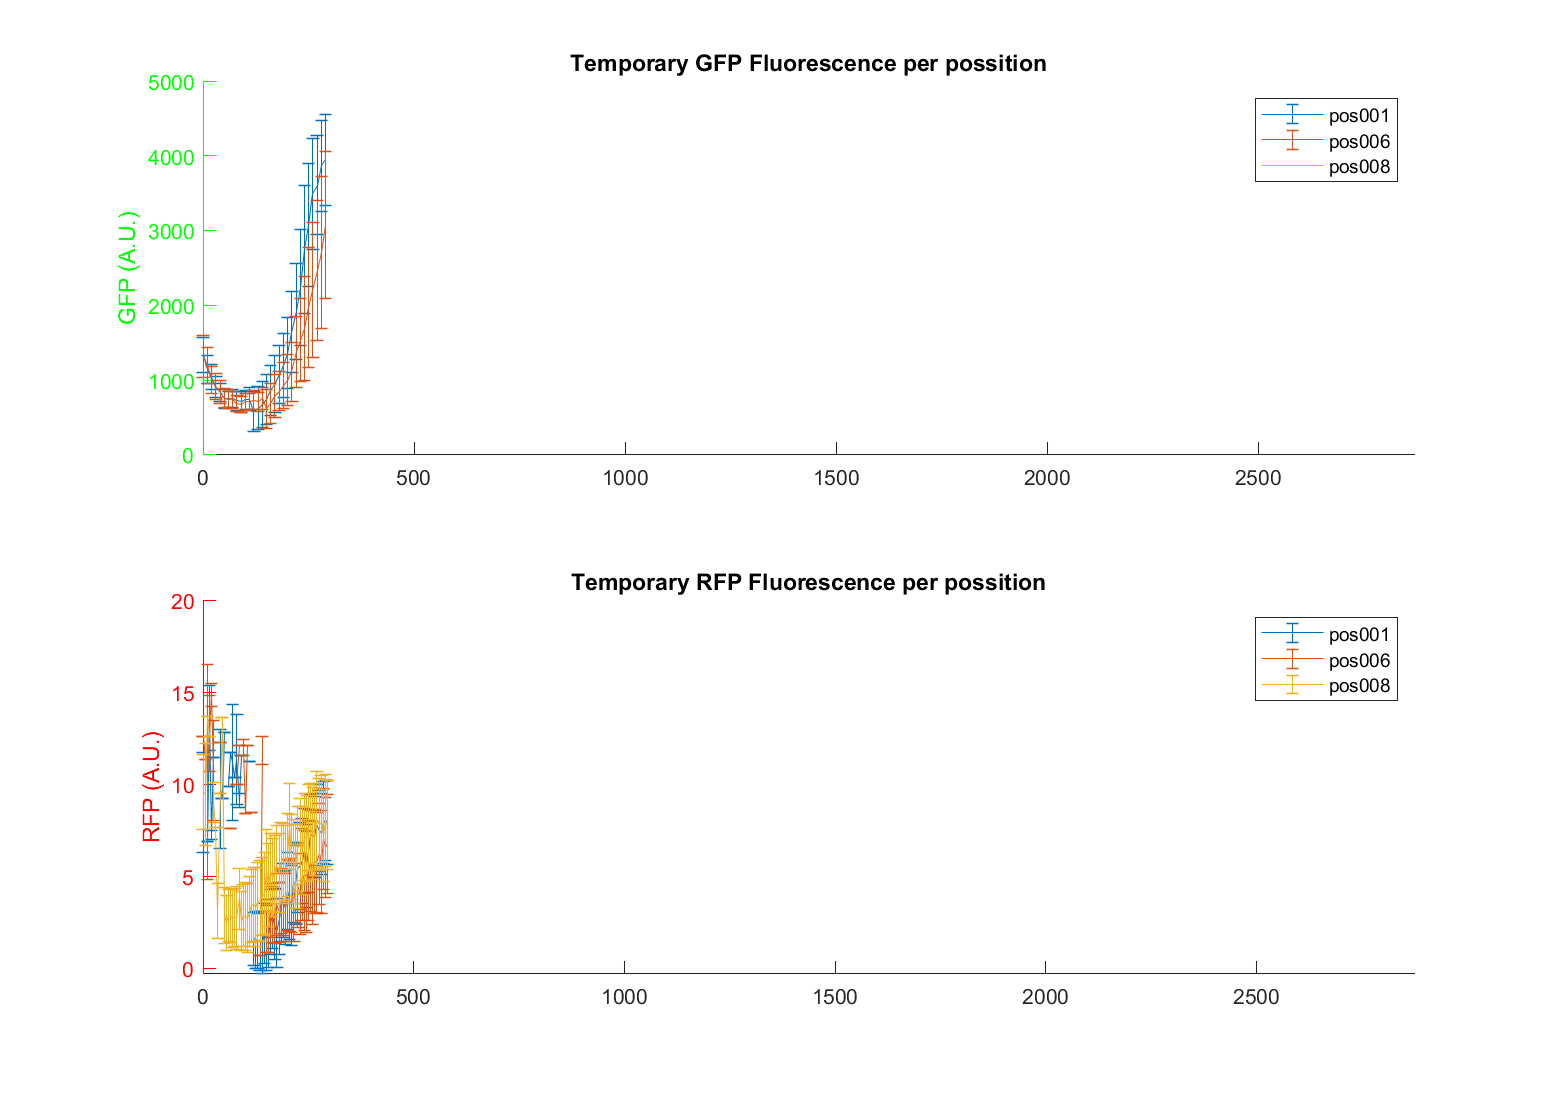 Temporary GFP Fluorescence per possition
5000
4000
3000
2000
1000
0
GFP (A.U.)
pos001
pos006
pos008
0 500 1000 1500 2000 2500
Temporary RFP Fluorescence per possition
20
15
10
5
0
RFP (A.U.)
pos001
pos006
pos008
0 500 1000 1500 2000 2500